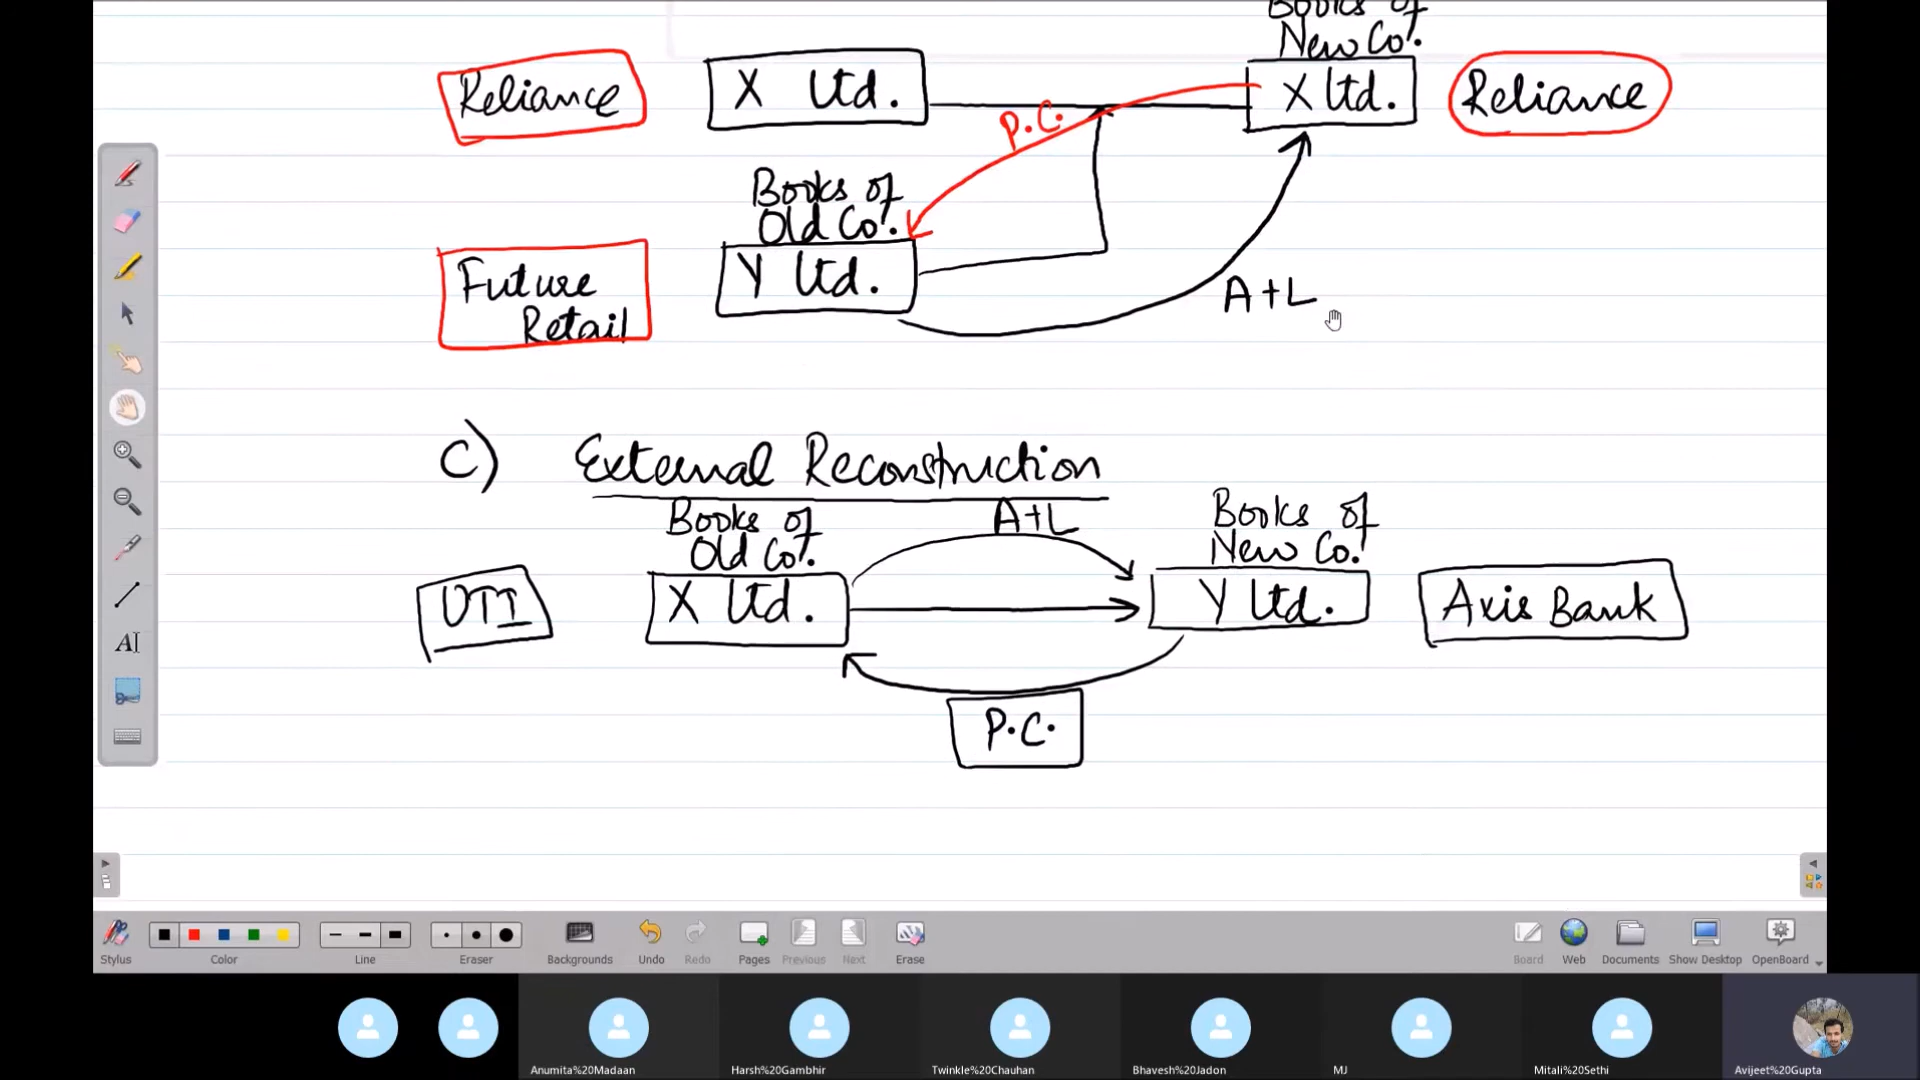 Books of
New Co.
Reliance
X Ltd.
P.C.
X Ltd.
Reliance
Books of
Old Co.
Future
Retail
Y Ltd.
A+L
C) External Reconstruction
Books of
Old Co.
A+L
Books of
New Co.
UTI
X Ltd.
Y Ltd.
Axis Bank
P.C.
Stylus
Color
Line
Eraser
Backgrounds
Undo
Redo
Pages
Previous
Next
Erase
Board
Web
Documents
Show Desktop
OpenBoard
Anumita%20Madaan
Harsh%20Gambhir
Twinkle%20Chauhan
Bhavesh%20Jadon
MJ
Mitali%20Sethi
Avijeet%20Gupta